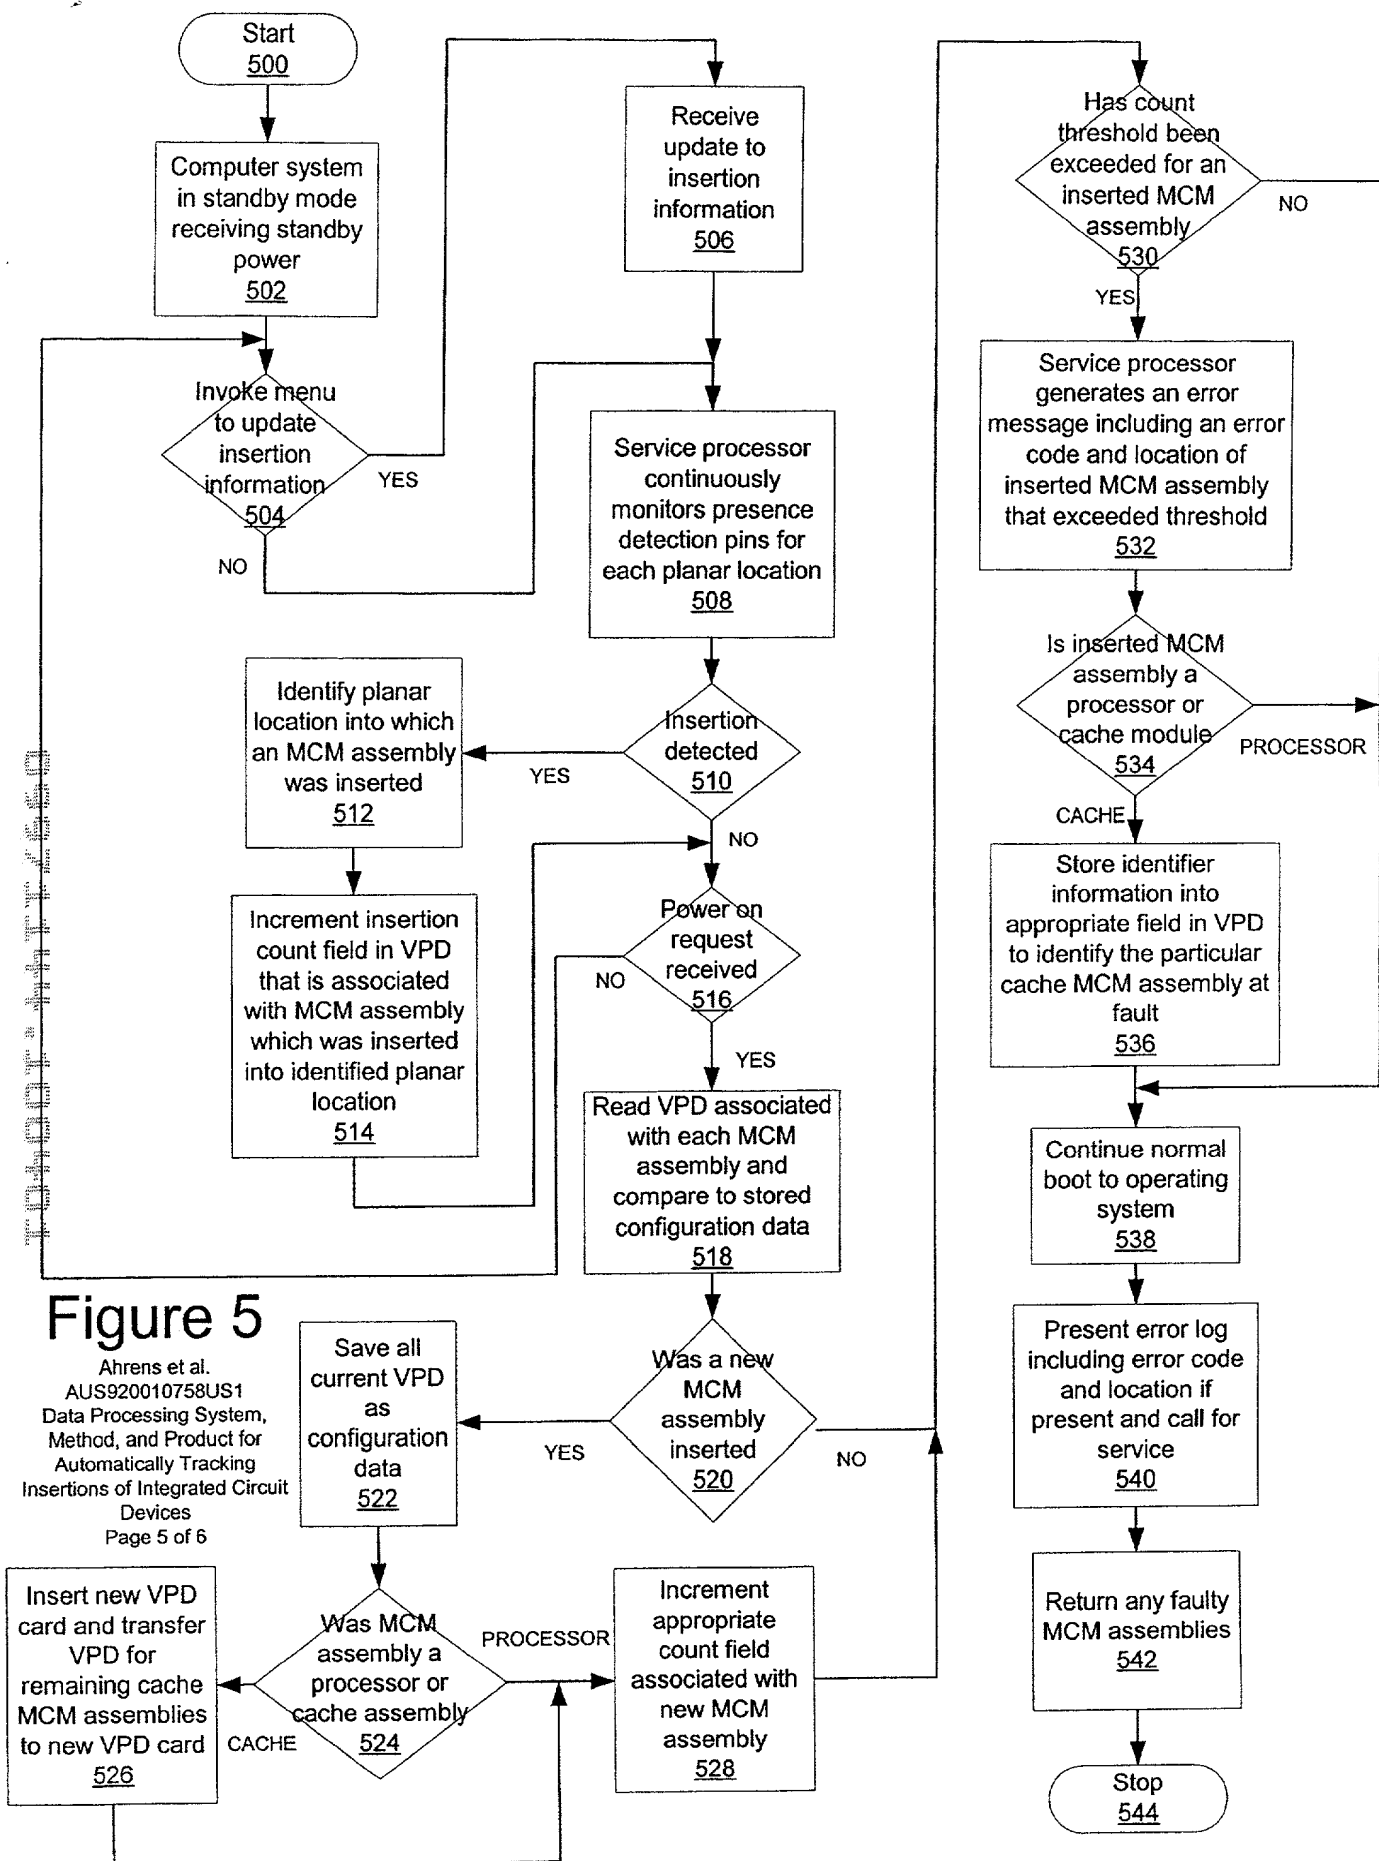 Start
500
Computer system
in standby mode
receiving standby
power
502
Invoke menu
to update
insertion
information
504
YES
NO
Receive
update to
insertion
information
506
Service processor
continuously
monitors presence
detection pins for
each planar location
508
Insertion
detected
510
YES
NO
Identify planar
location into which
an MCM assembly
was inserted
512
Increment insertion
count field in VPD
that is associated
with MCM assembly
which was inserted
into identified planar
location
514
Power on
request
received
516
NO
YES
Read VPD associated
with each MCM
assembly and
compare to stored
configuration data
518
Was a new
MCM
assembly
inserted
520
YES
NO
Save all
current VPD
as
configuration
data
522
Was MCM
assembly a
processor or
cache assembly
524
PROCESSOR
CACHE
Insert new VPD
card and transfer
VPD for
remaining cache
MCM assemblies
to new VPD card
526
Increment
appropriate
count field
associated with
new MCM
assembly
528
Has count
threshold been
exceeded for an
inserted MCM
assembly
530
NO
YES
Service processor
generates an error
message including an error
code and location of
inserted MCM assembly
that exceeded threshold
532
Is inserted MCM
assembly a
processor or
cache module
534
PROCESSOR
CACHE
Store identifier
information into
appropriate field in VPD
to identify the particular
cache MCM assembly at
fault
536
Continue normal
boot to operating
system
538
Present error log
including error code
and location if
present and call for
service
540
Return any faulty
MCM assemblies
542
Stop
544
Figure 5
Ahrens et al.
AUS920010758US1
Data Processing System,
Method, and Product for
Automatically Tracking
Insertions of Integrated Circuit
Devices
Page 5 of 6